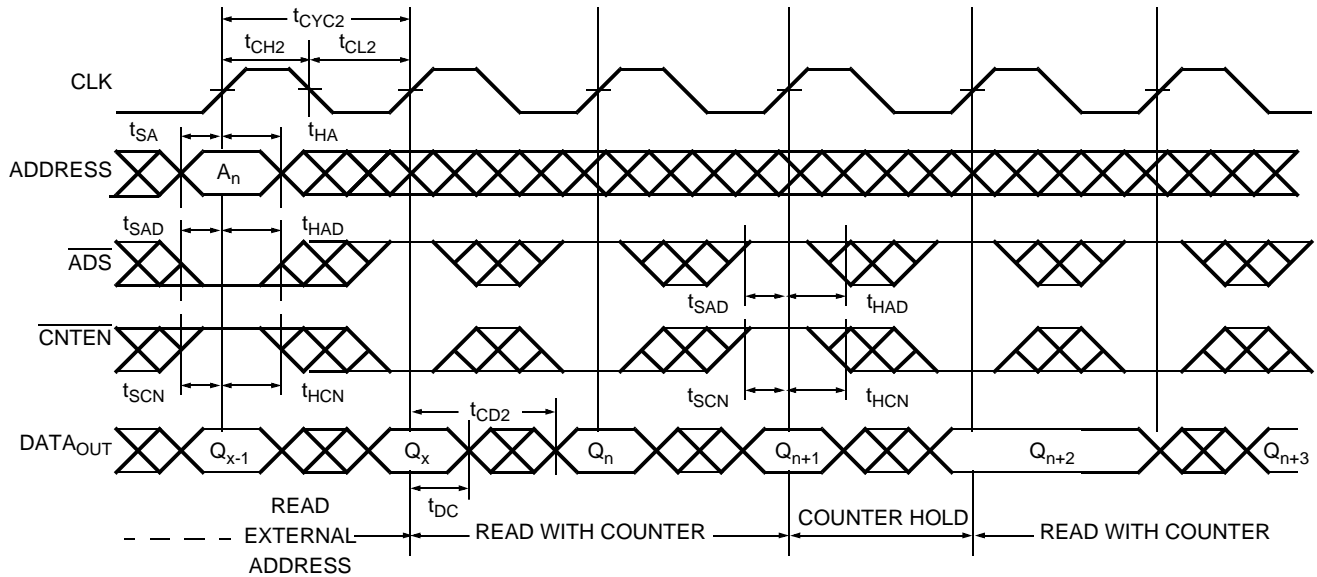 tCYC2
tCH2 tCL2
CLK
tSA tHA
ADDRESS An
tSAD tHAD
ADS
tSAD tHAD
CNTEN
tSCN tHCN tSCN tHCN
tCD2
DATAOUT Qx-1 Qx Qn Qn+1 Qn+2 Qn+3
tDC
READ EXTERNAL ADDRESS
READ WITH COUNTER
COUNTER HOLD
READ WITH COUNTER